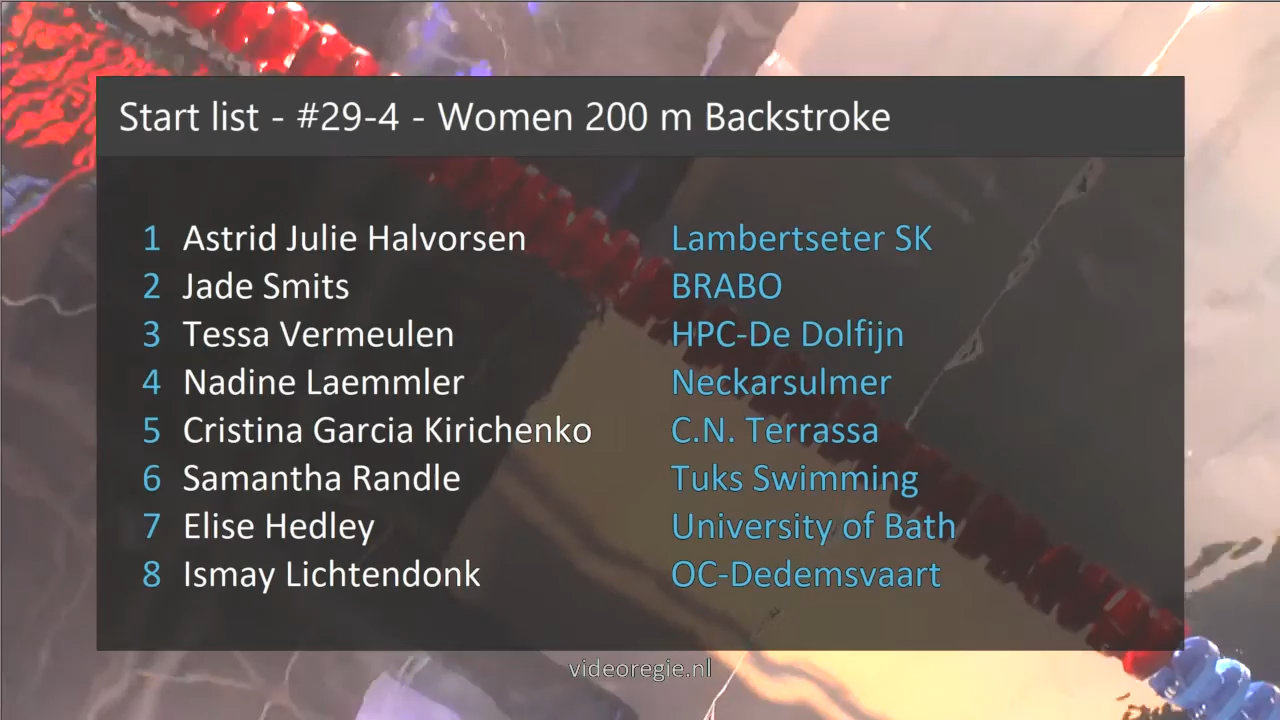 Start list - #29-4 - Women 200 m Backstroke
1 Astrid Julie Halvorsen Lambertseter SK
2 Jade Smits BRABO
3 Tessa Vermeulen HPC-De Dolfijn
4 Nadine Laemmler Neckarsulmer
5 Cristina Garcia Kirichenko C.N. Terrassa
6 Samantha Randle Tuks Swimming
7 Elise Hedley University of Bath
8 Ismay Lichtendonk OC-Dedemsvaart
videoregie.nl